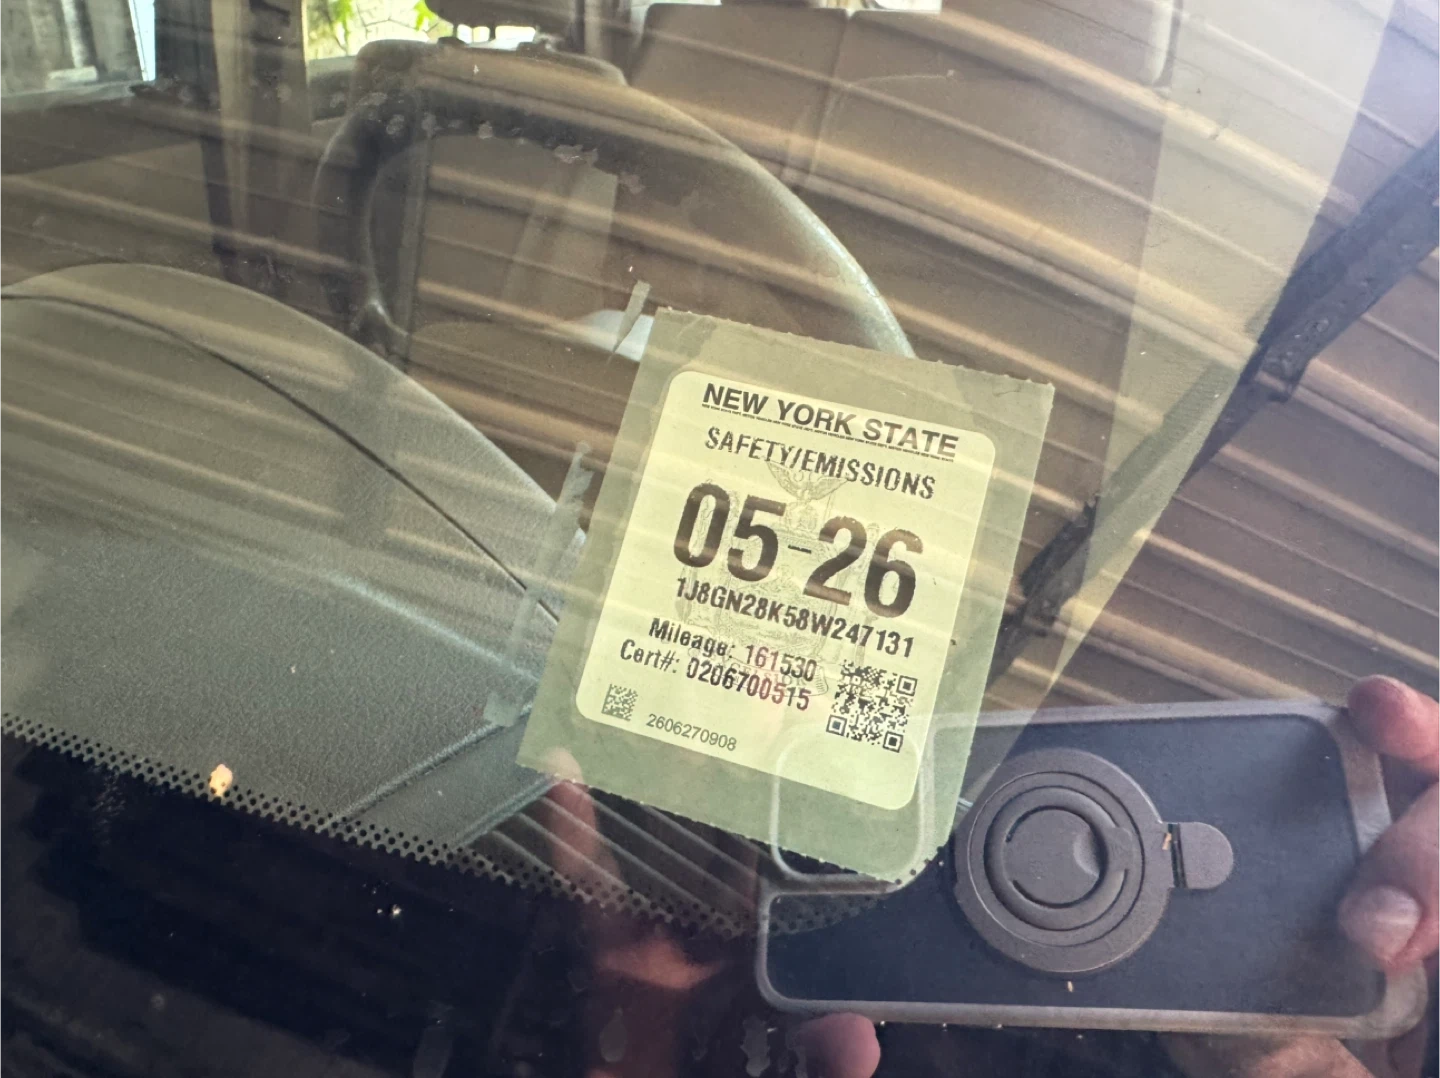 NEW YORK STATE
SAFETY/EMISSIONS
05-26
1J8GN28K58W247131
Mileage: 161530
Cert#: 0206700515
2606270908